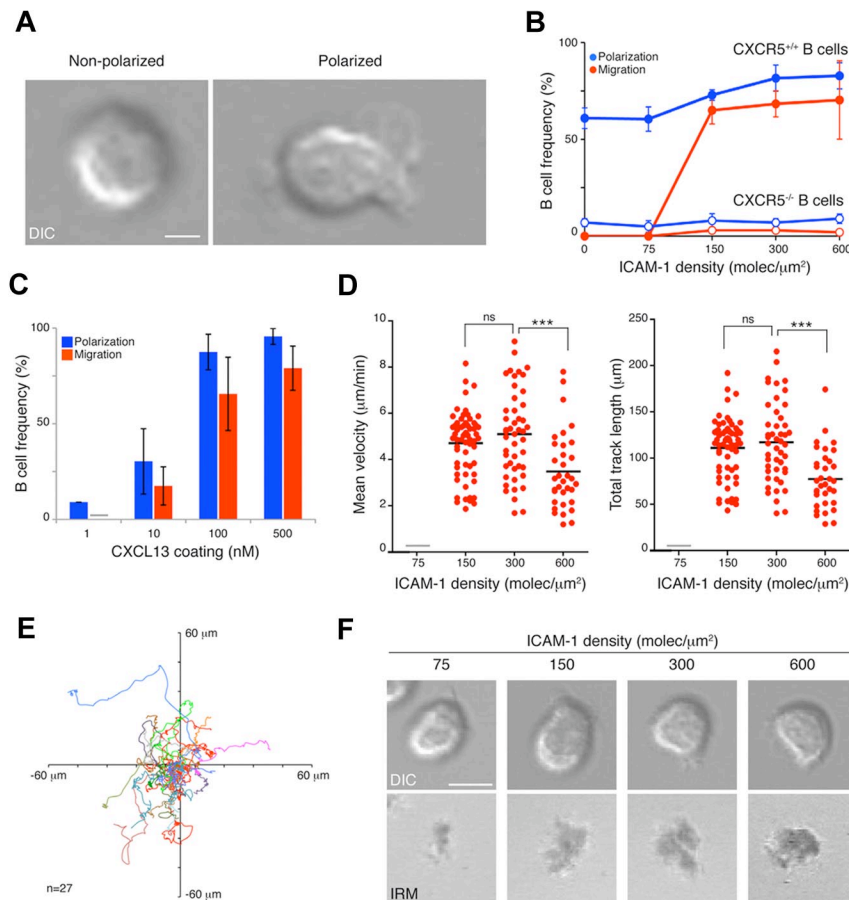 A
Non-polarized
Polarized
DIC
B
Polarization
Migration
CXCR5+/+ B cells
CXCR5-/- B cells
B cell frequency (%)
100
50
0
0 75 150 300 600
ICAM-1 density (molec/μm2)
C
Polarization
Migration
B cell frequency (%)
100
50
0
1 10 100 500
CXCL13 coating (nM)
D
ns
***
Mean velocity (μm/min)
10
8
6
4
2
0
75 150 300 600
ICAM-1 density (molec/μm2)
ns
***
Total track length (μm)
250
200
150
100
50
0
75 150 300 600
ICAM-1 density (molec/μm2)
E
60 μm
-60 μm
60 μm
-60 μm
n=27
F
ICAM-1 density (molec/μm2)
75 150 300 600
DIC
IRM